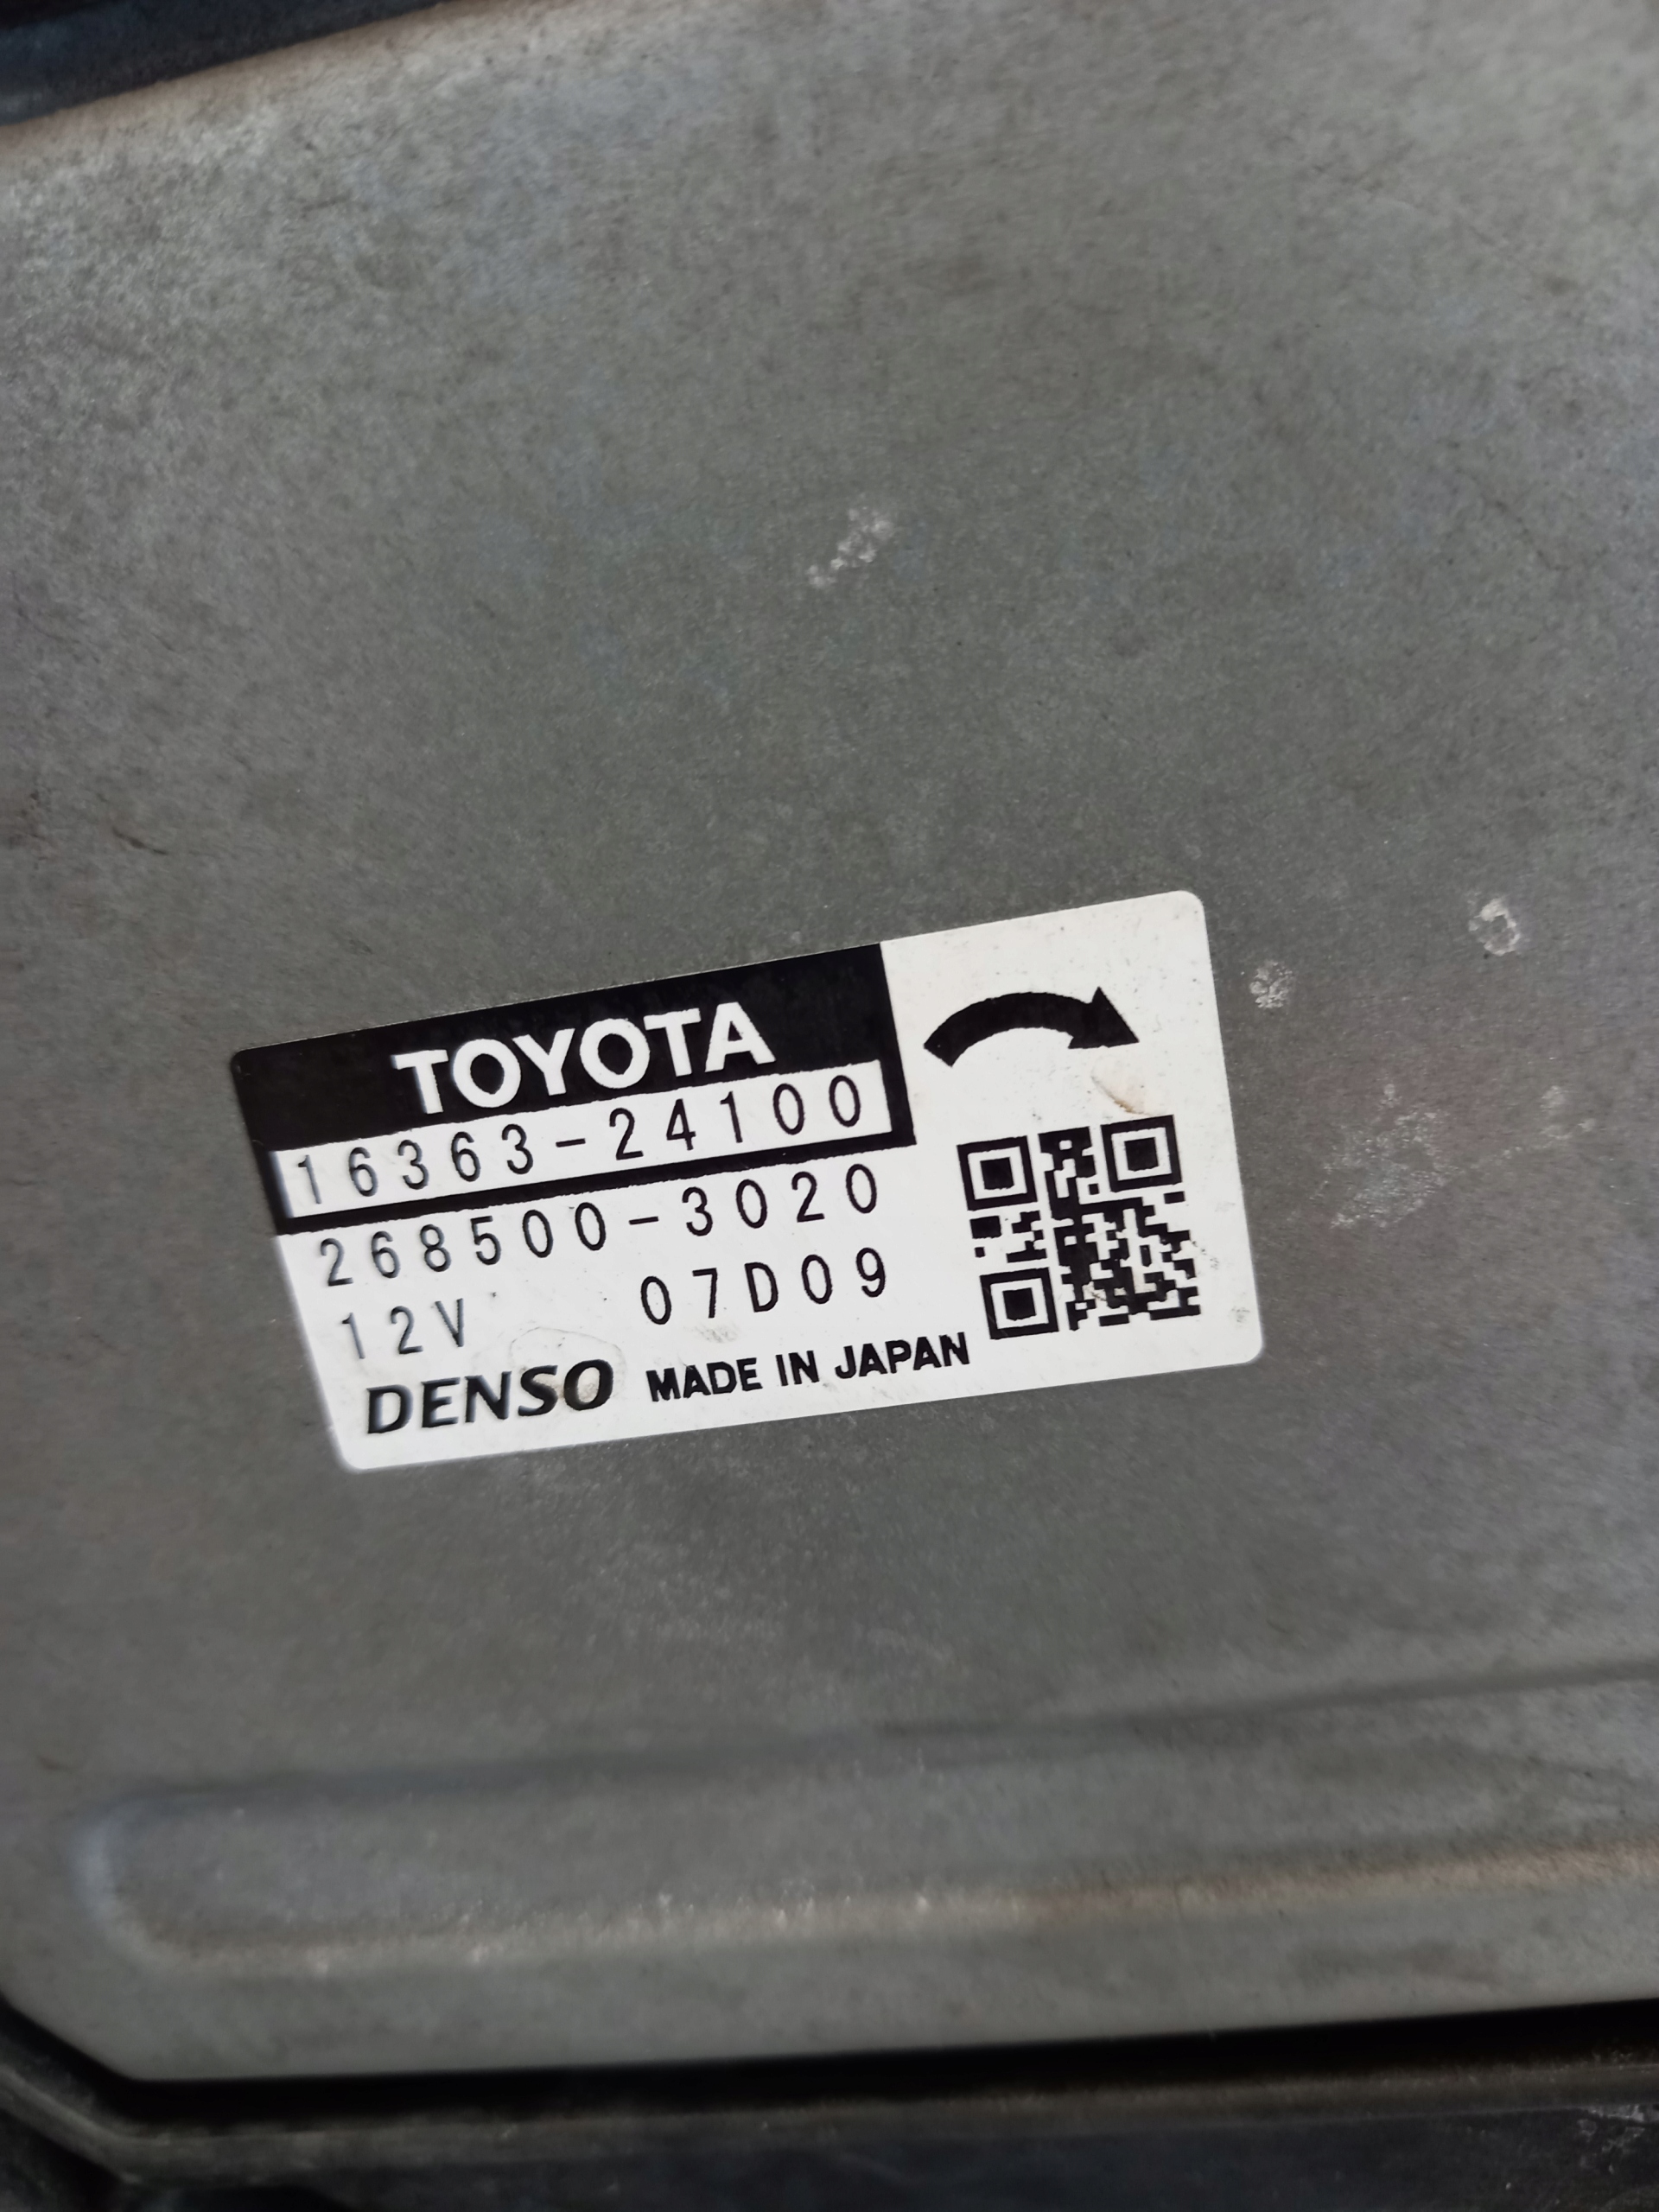 TOYOTA
16363-24100
268500-3020
12V 07D09
DENSO MADE IN JAPAN